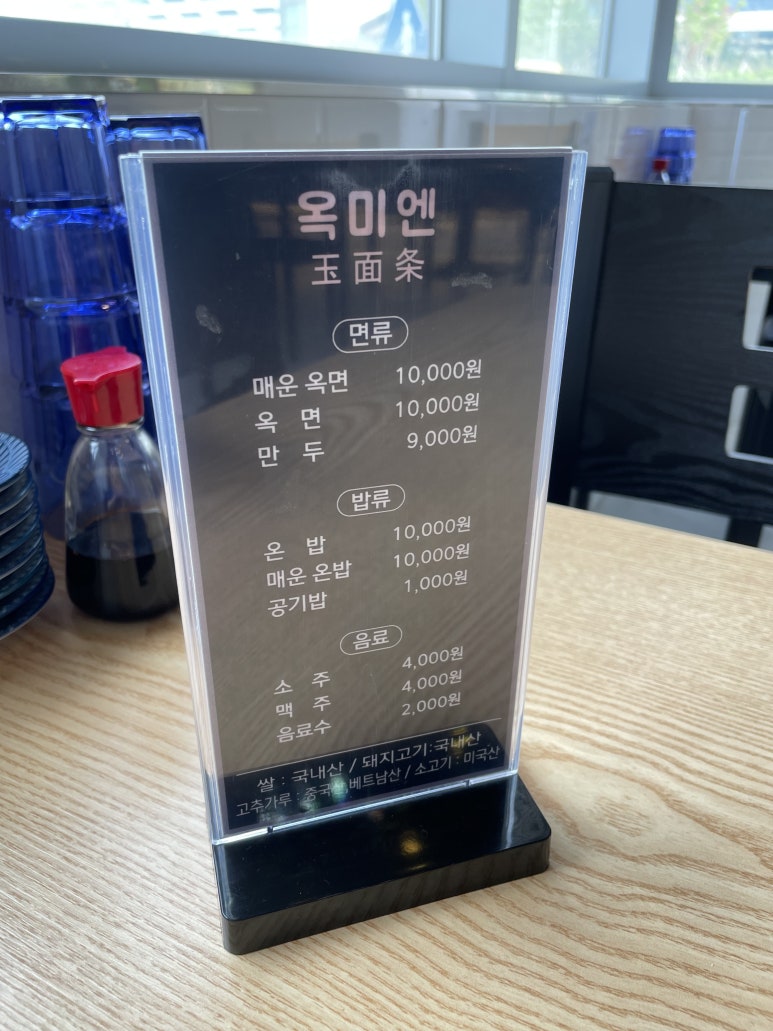 옥미엔
玉面条
면류
매운 옥면 10,000원
옥 면 10,000원
만 두 9,000원
밥류
온 밥 10,000원
매운 온밥 10,000원
공기밥 1,000원
음료
소 주 4,000원
맥 주 4,000원
음료수 2,000원
쌀 : 국내산 / 돼지고기:국내산
고추가루 : 중국산,베트남산 / 소고기 : 미국산